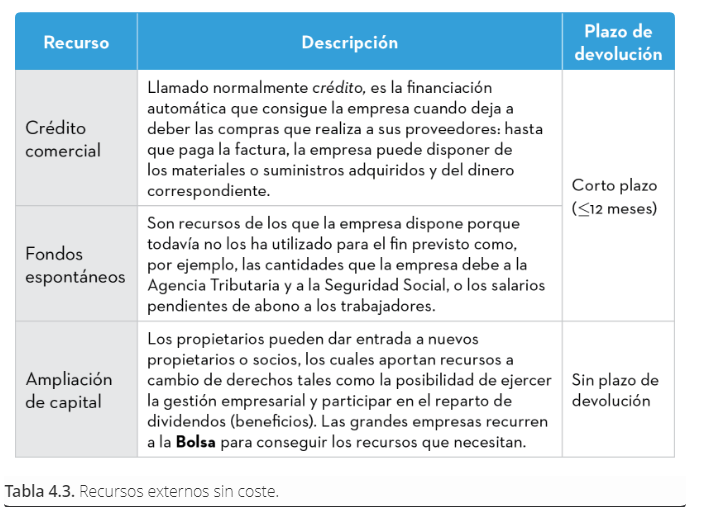 Recurso
Descripción
Plazo de
devolución
Crédito
comercial
Llamado normalmente crédito, es la financiación
automática que consigue la empresa cuando deja a
deber las compras que realiza a sus proveedores: hasta
que paga la factura, la empresa puede disponer de
los materiales o suministros adquiridos y del dinero
correspondiente.
Corto plazo
(≤12 meses)
Fondos
espontáneos
Son recursos de los que la empresa dispone porque
todavía no los ha utilizado para el fin previsto como,
por ejemplo, las cantidades que la empresa debe a la
Agencia Tributaria y a la Seguridad Social, o los salarios
pendientes de abono a los trabajadores.
Ampliación
de capital
Los propietarios pueden dar entrada a nuevos
propietarios o socios, los cuales aportan recursos a
cambio de derechos tales como la posibilidad de ejercer
la gestión empresarial y participar en el reparto de
dividendos (beneficios). Las grandes empresas recurren
a la Bolsa para conseguir los recursos que necesitan.
Sin plazo de
devolución
Tabla 4.3. Recursos externos sin coste.